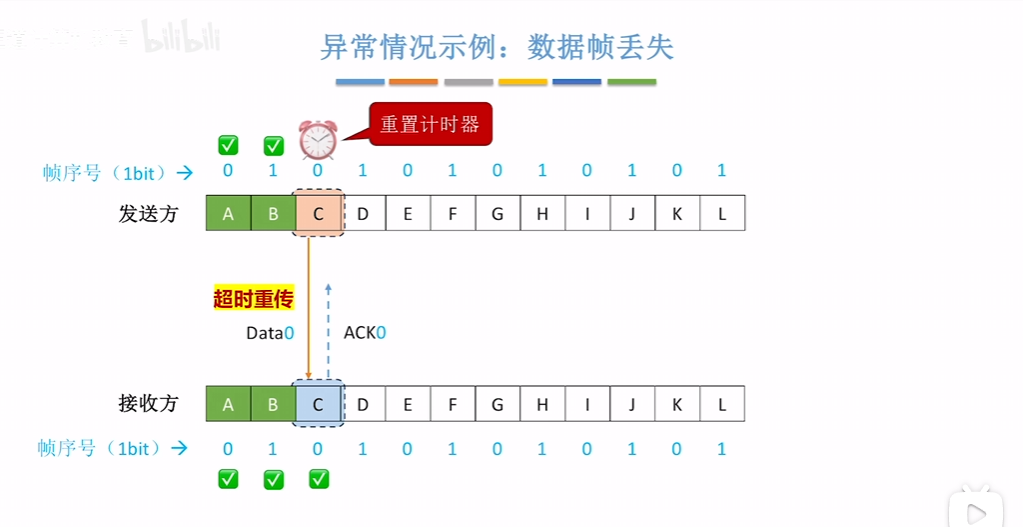 bilibili
异常情况示例：数据帧丢失
重置计时器
帧序号（1bit）→ 0 1 0 1 0 1 0 1 0 1 0 1
发送方 A B C D E F G H I J K L
超时重传
Data0 ACK0
接收方 A B C D E F G H I J K L
帧序号（1bit）→ 0 1 0 1 0 1 0 1 0 1 0 1